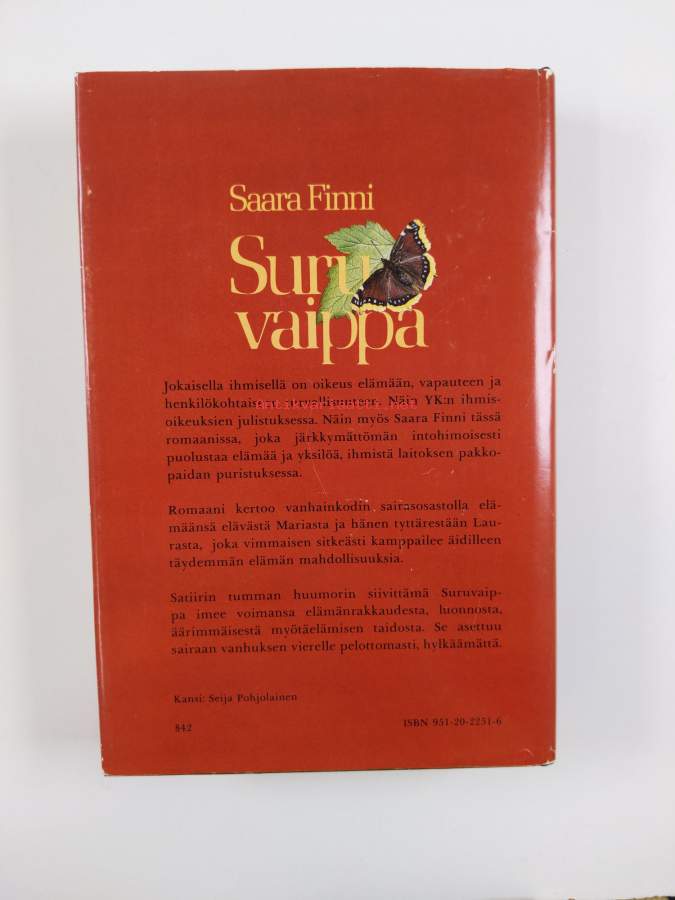 Saara Finni
Suru
vaippa
Jokaisella ihmisellä on oikeus elämään, vapauteen ja
henkilökohtaiseen turvallisuuteen. Näin YK:n ihmis-
oikeuksien julistuksessa. Näin myös Saara Finni tässä
romaanissa, joka järkkymättömän intohimoisesti
puolustaa elämää ja yksilöä, ihmistä laitoksen pakko-
paidan puristuksessa.
Romaani kertoo vanhainkodin sairasosastolla elä-
määnsä elävästä Mariasta ja hänen tyttärestään Lau-
rasta, joka vimmaisen sitkeästi kamppailee äidilleen
täydemmän elämän mahdollisuuksia.
Satiirin tumman huumorin siivittämä Suruvaip-
pa imee voimansa elämänrakkaudesta, luonnosta,
äärimmäisestä myötäelämisen taidosta. Se asettuu
sairaan vanhuksen vierelle pelottomasti, hylkäämättä.
Kansi: Seija Pohjolainen
842
ISBN 951-20-2251-6